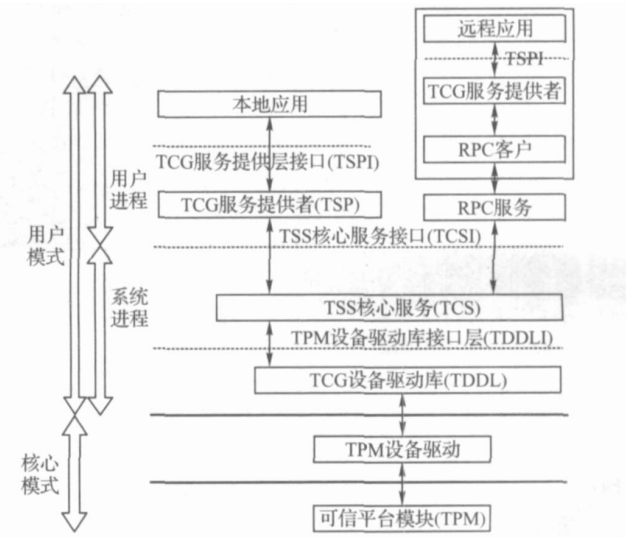 远程应用
TSPI
TCG服务提供者
RPC客户
RPC服务
本地应用
TCG服务提供层接口(TSPI)
TCG服务提供者(TSP)
TSS核心服务接口(TCSI)
TSS核心服务(TCS)
TPM设备驱动库接口层(TDDLI)
TCG设备驱动库(TDDL)
TPM设备驱动
可信平台模块(TPM)
用户
进程
用户
模式
系统
进程
核心
模式